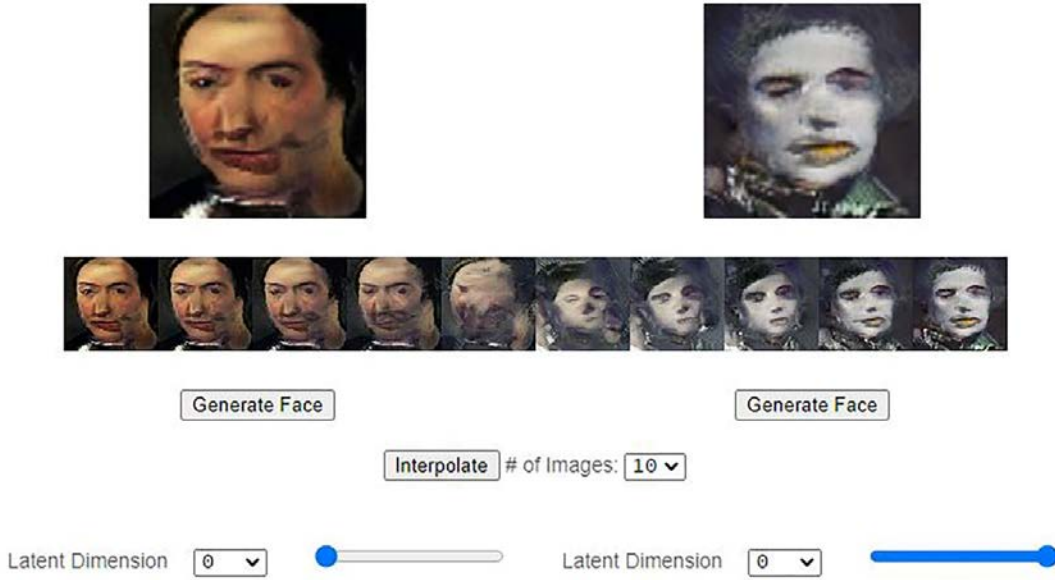 Generate Face Generate Face
Interpolate # of Images: 10
Latent Dimension 0 Latent Dimension 0